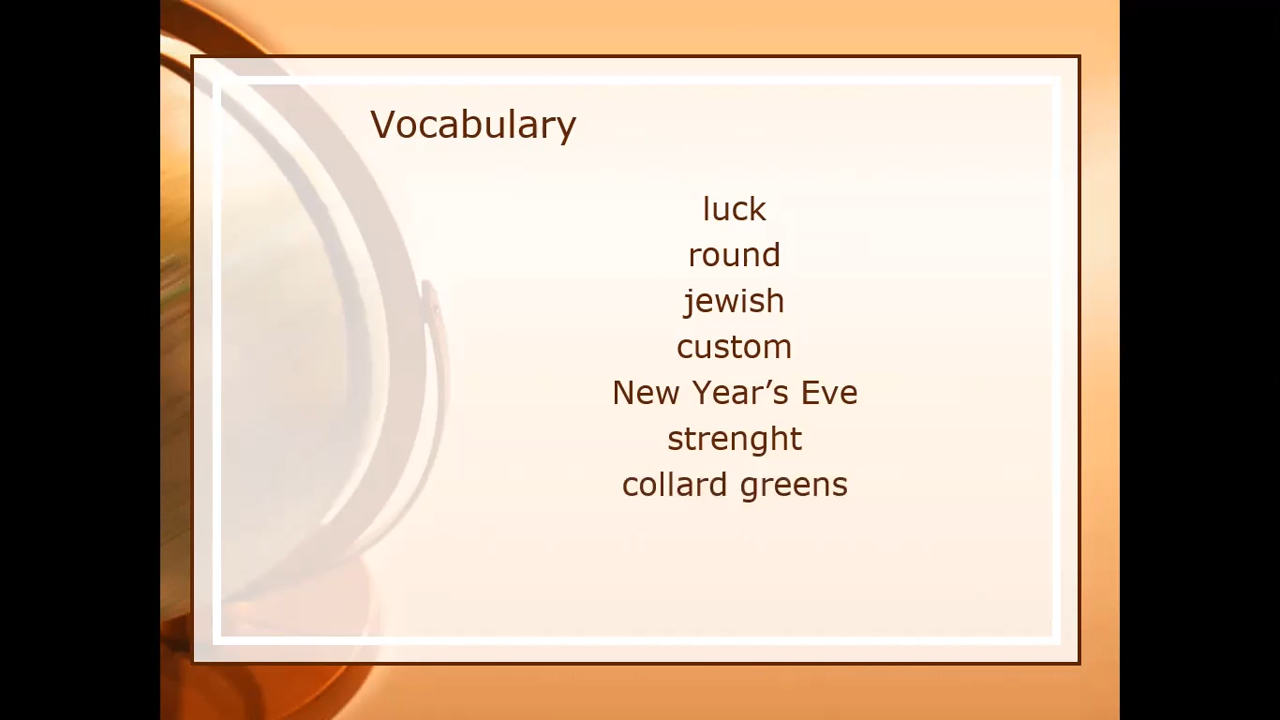 Vocabulary
luck
round
jewish
custom
New Year’s Eve
strenght
collard greens